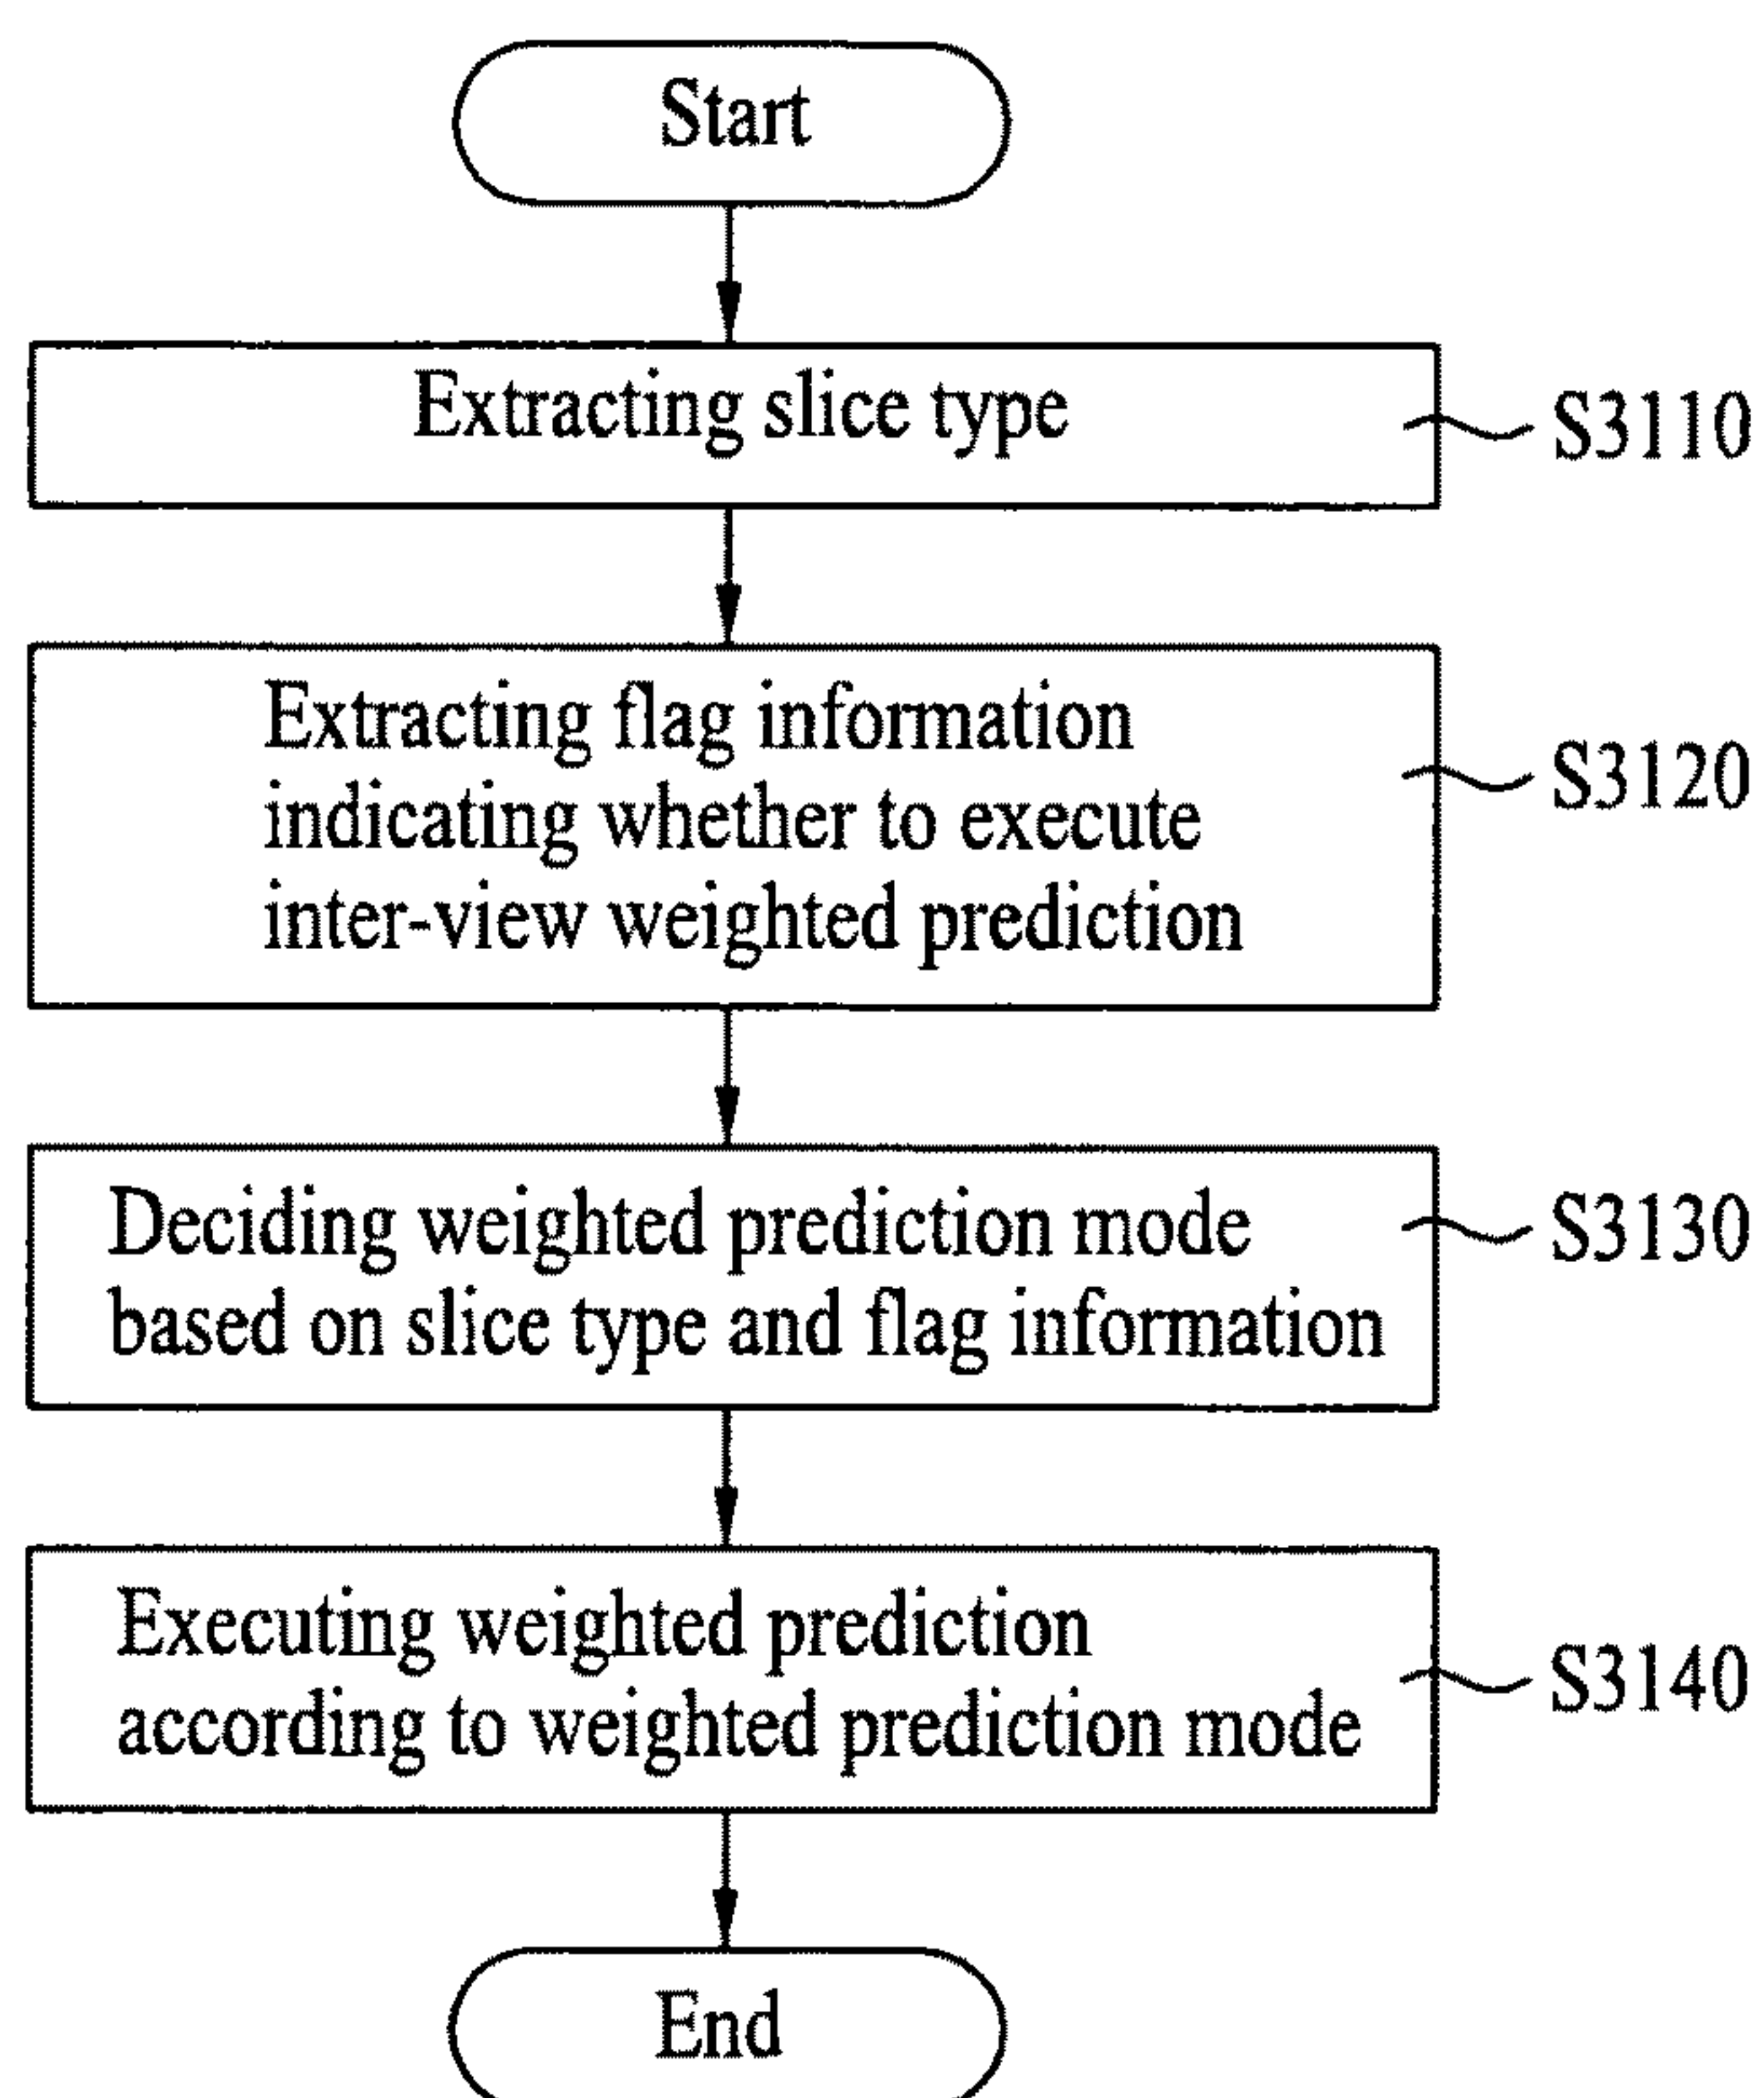 Start
Extracting slice type
S3110
Extracting flag information
indicating whether to execute
inter-view weighted prediction
S3120
Deciding weighted prediction mode
based on slice type and flag information
S3130
Executing weighted prediction
according to weighted prediction mode
S3140
End